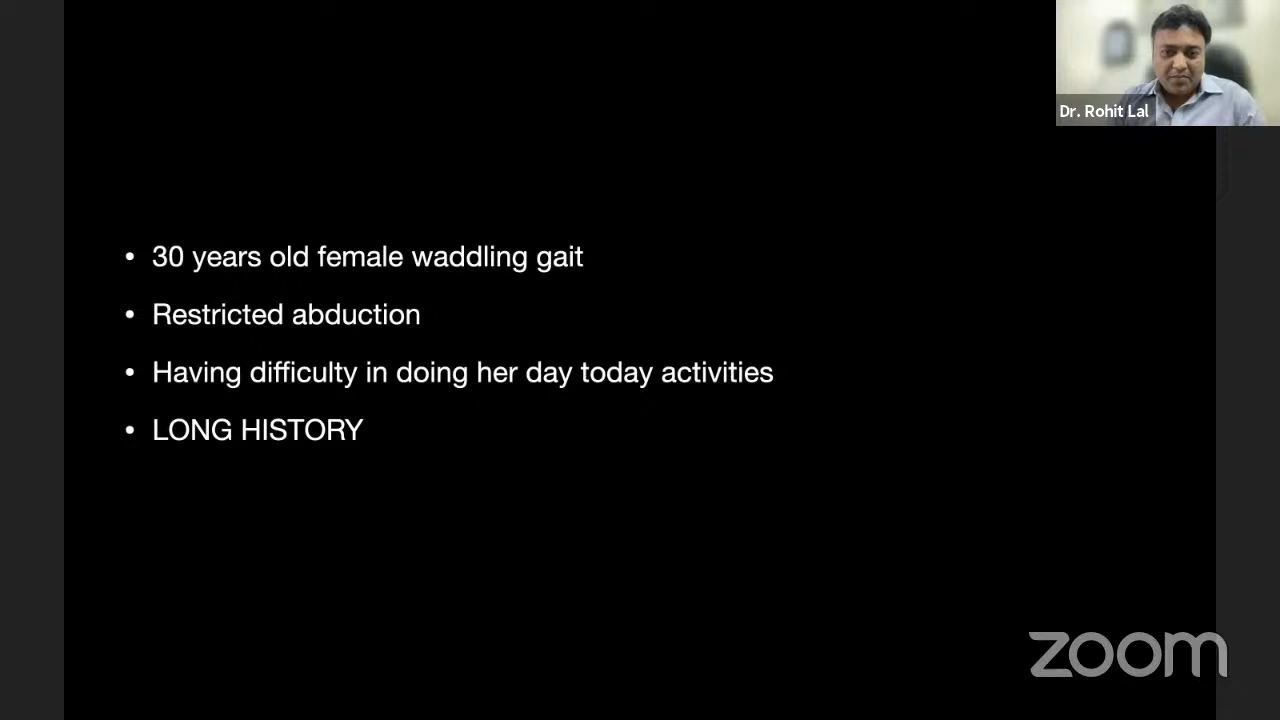 Dr. Rohit Lal
• 30 years old female waddling gait
• Restricted abduction
• Having difficulty in doing her day today activities
• LONG HISTORY
zoom